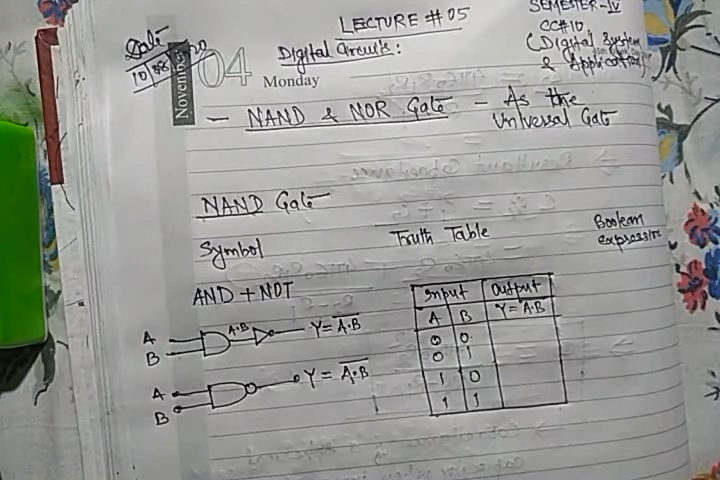 LECTURE #05
SEMESTER-IV
CC#10
(Digital System
& Application)
Date
10/08
November
04
Monday
Digital Circuits:
- NAND & NOR Gate - As the
Universal Gate
NAND Gate
Symbol Truth Table Boolean
expression
AND + NOT
Input Output
A B Y = A·B
0 0
0 1
1 0
1 1
A
B
A·B
Y = A̅·̅B̅
A
B
Y = A̅·̅B̅